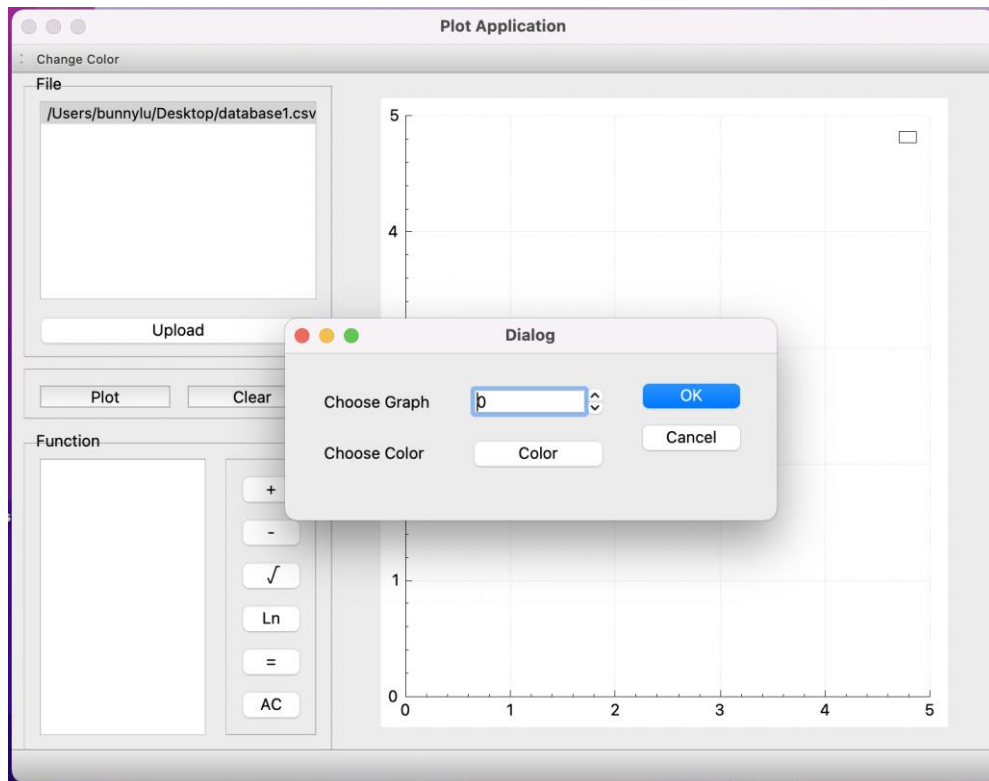 Plot Application
Change Color
File
/Users/bunnylu/Desktop/database1.csv
Upload
Plot
Clear
Function
+
-
√
Ln
=
AC
Dialog
Choose Graph
0
OK
Choose Color
Color
Cancel
5
4
1
0
0 1 2 3 4 5